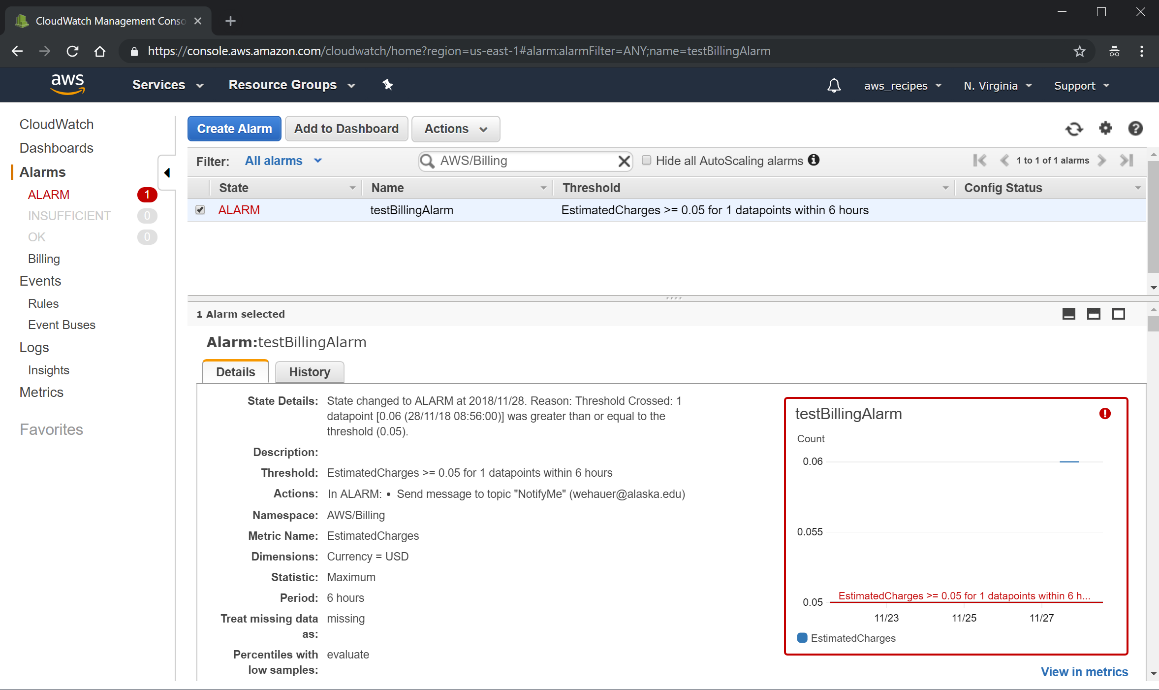 CloudWatch Management Conso
https://console.aws.amazon.com/cloudwatch/home?region=us-east-1#alarm:alarmFilter=ANY;name=testBillingAlarm
aws Services Resource Groups aws_recipes N. Virginia Support
CloudWatch
Dashboards
Alarms
ALARM 1
INSUFFICIENT 0
OK 0
Billing
Events
Rules
Event Buses
Logs
Insights
Metrics
Favorites
Create Alarm Add to Dashboard Actions
Filter: All alarms AWS/Billing Hide all AutoScaling alarms 1 to 1 of 1 alarms
State Name Threshold Config Status
ALARM testBillingAlarm EstimatedCharges >= 0.05 for 1 datapoints within 6 hours
1 Alarm selected
Alarm:testBillingAlarm
Details History
State Details: State changed to ALARM at 2018/11/28. Reason: Threshold Crossed: 1
datapoint [0.06 (28/11/18 08:56:00)] was greater than or equal to the
threshold (0.05).
Description:
Threshold: EstimatedCharges >= 0.05 for 1 datapoints within 6 hours
Actions: In ALARM: • Send message to topic "NotifyMe" (wehauer@alaska.edu)
Namespace: AWS/Billing
Metric Name: EstimatedCharges
Dimensions: Currency = USD
Statistic: Maximum
Period: 6 hours
Treat missing data missing
as:
Percentiles with evaluate
low samples:
testBillingAlarm
Count
0.06
0.055
0.05
EstimatedCharges >= 0.05 for 1 datapoints within 6 h...
11/23 11/25 11/27
EstimatedCharges
View in metrics